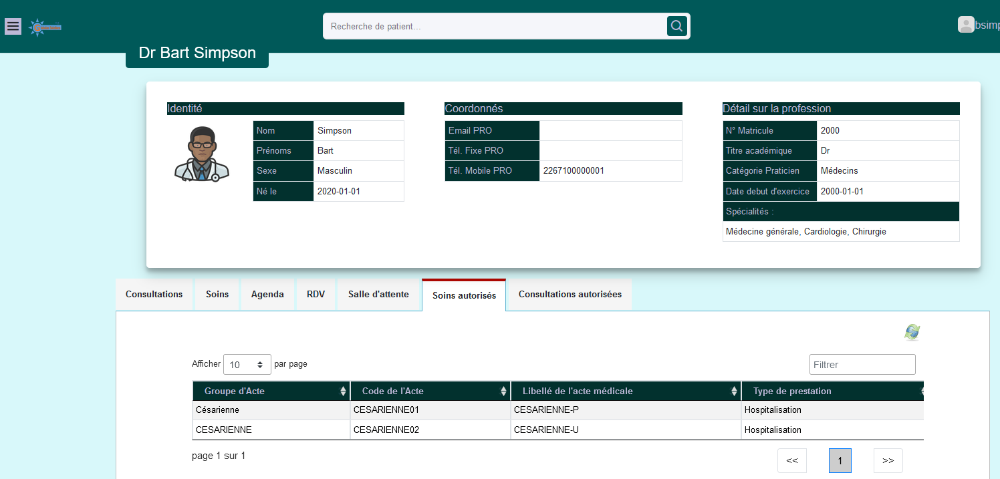 Recherche de patient...
bsimp
Dr Bart Simpson
Identité
Nom Simpson
Prénoms Bart
Sexe Masculin
Né le 2020-01-01
Coordonnés
Email PRO
Tél. Fixe PRO
Tél. Mobile PRO 2267100000001
Détail sur la profession
N° Matricule 2000
Titre académique Dr
Catégorie Praticien Médecins
Date debut d'exercice 2000-01-01
Spécialités :
Médecine générale, Cardiologie, Chirurgie
Consultations Soins Agenda RDV Salle d'attente Soins autorisés Consultations autorisées
Afficher 10 par page Filtrer
Groupe d'Acte Code de l'Acte Libellé de l'acte médicale Type de prestation
Césarienne CESARIENNE01 CESARIENNE-P Hospitalisation
CESARIENNE CESARIENNE02 CESARIENNE-U Hospitalisation
page 1 sur 1 << 1 >>